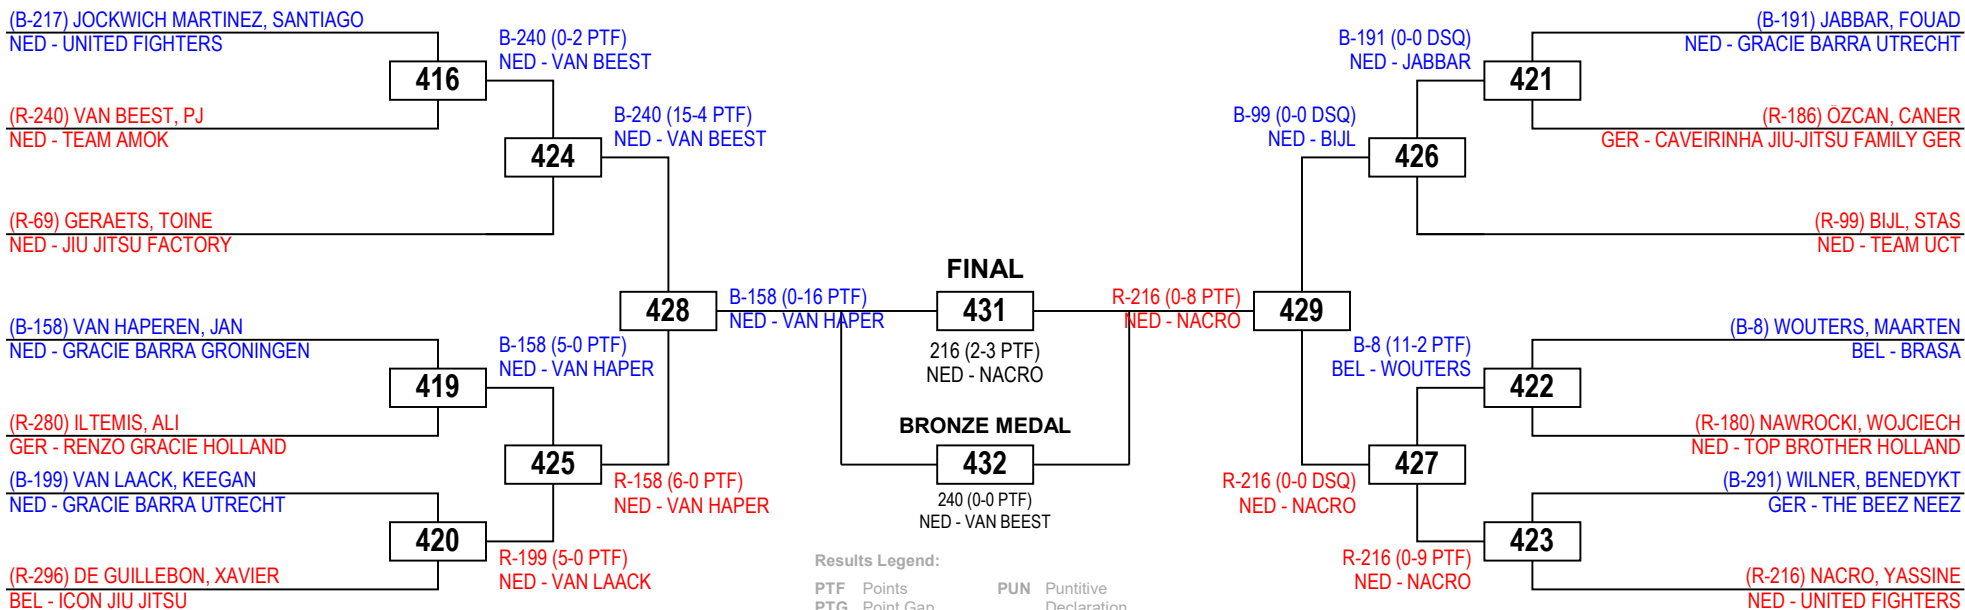 (B-217) JOCKWICH MARTINEZ, SANTIAGO
NED - UNITED FIGHTERS
416
(R-240) VAN BEEST, PJ
NED - TEAM AMOK
B-240 (0-2 PTF)
NED - VAN BEEST
424
B-240 (15-4 PTF)
NED - VAN BEEST
(R-69) GERAETS, TOINE
NED - JIU JITSU FACTORY
428
B-158 (0-16 PTF)
NED - VAN HAPER
(B-158) VAN HAPEREN, JAN
NED - GRACIE BARRA GRONINGEN
419
(R-280) ILTEMIS, ALI
GER - RENZO GRACIE HOLLAND
B-158 (5-0 PTF)
NED - VAN HAPER
425
R-158 (6-0 PTF)
NED - VAN HAPER
(B-199) VAN LAACK, KEEGAN
NED - GRACIE BARRA UTRECHT
420
(R-296) DE GUILLEBON, XAVIER
BEL - ICON JIU JITSU
R-199 (5-0 PTF)
NED - VAN LAACK
FINAL
431
216 (2-3 PTF)
NED - NACRO
BRONZE MEDAL
432
240 (0-0 PTF)
NED - VAN BEEST
Results Legend:
PTF Points PUN Puntitive
PTG Point Gap Declaration
B-191 (0-0 DSQ)
NED - JABBAR
421
(B-191) JABBAR, FOUAD
NED - GRACIE BARRA UTRECHT
(R-186) ÖZCAN, CANER
GER - CAVEIRINHA JIU-JITSU FAMILY GER
B-99 (0-0 DSQ)
NED - BIJL
426
(R-99) BIJL, STAS
NED - TEAM UCT
R-216 (0-8 PTF)
NED - NACRO
429
B-8 (11-2 PTF)
BEL - WOUTERS
422
(B-8) WOUTERS, MAARTEN
BEL - BRASA
(R-180) NAWROCKI, WOJCIECH
NED - TOP BROTHER HOLLAND
427
R-216 (0-0 DSQ)
NED - NACRO
(B-291) WILNER, BENEDYKT
GER - THE BEEZ NEEZ
423
R-216 (0-9 PTF)
NED - NACRO
(R-216) NACRO, YASSINE
NED - UNITED FIGHTERS